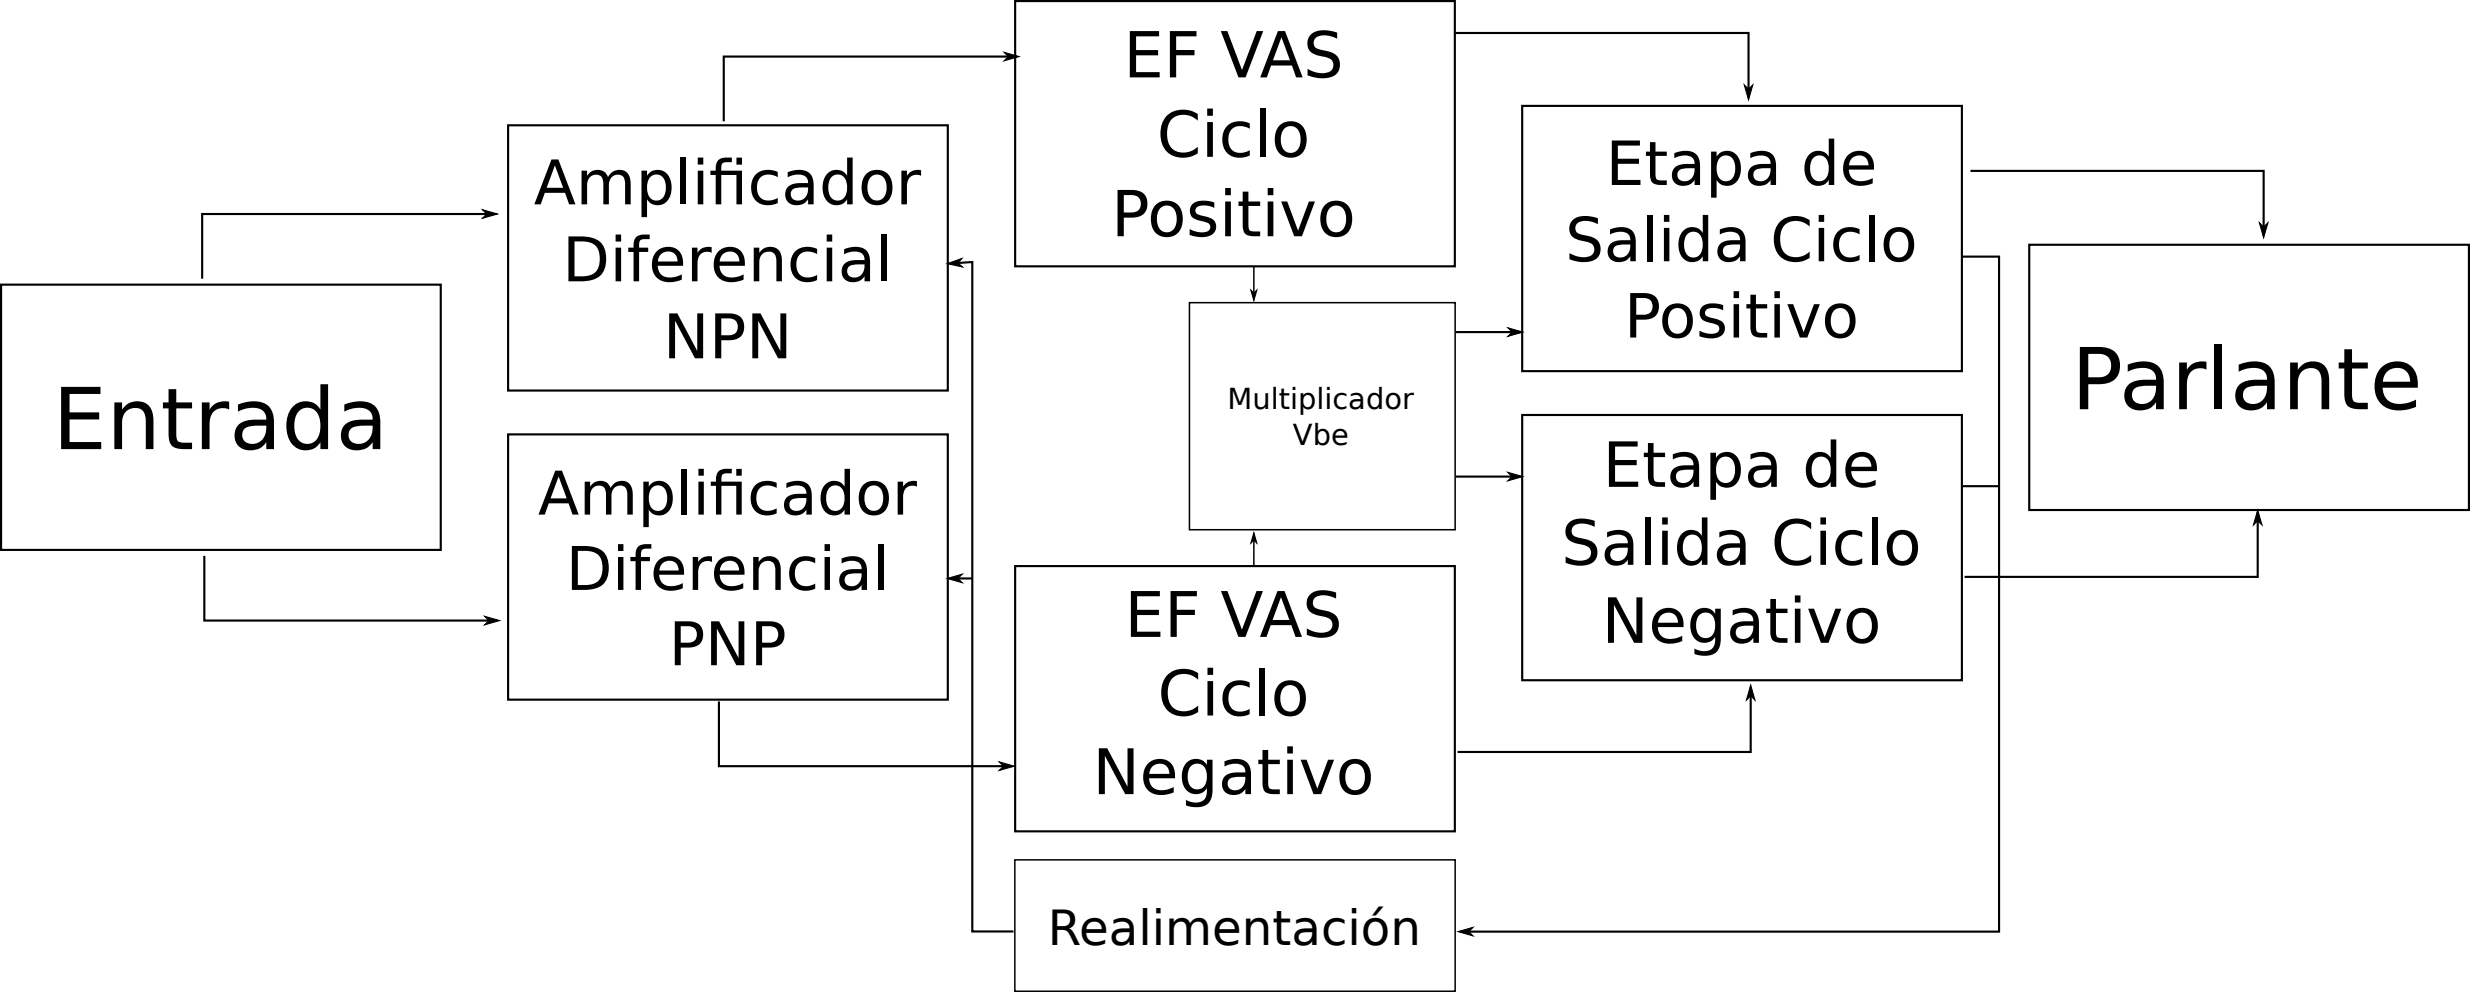 Entrada
Amplificador
Diferencial
NPN
Amplificador
Diferencial
PNP
EF VAS
Ciclo
Positivo
Multiplicador
Vbe
EF VAS
Ciclo
Negativo
Realimentación
Etapa de
Salida Ciclo
Positivo
Etapa de
Salida Ciclo
Negativo
Parlante